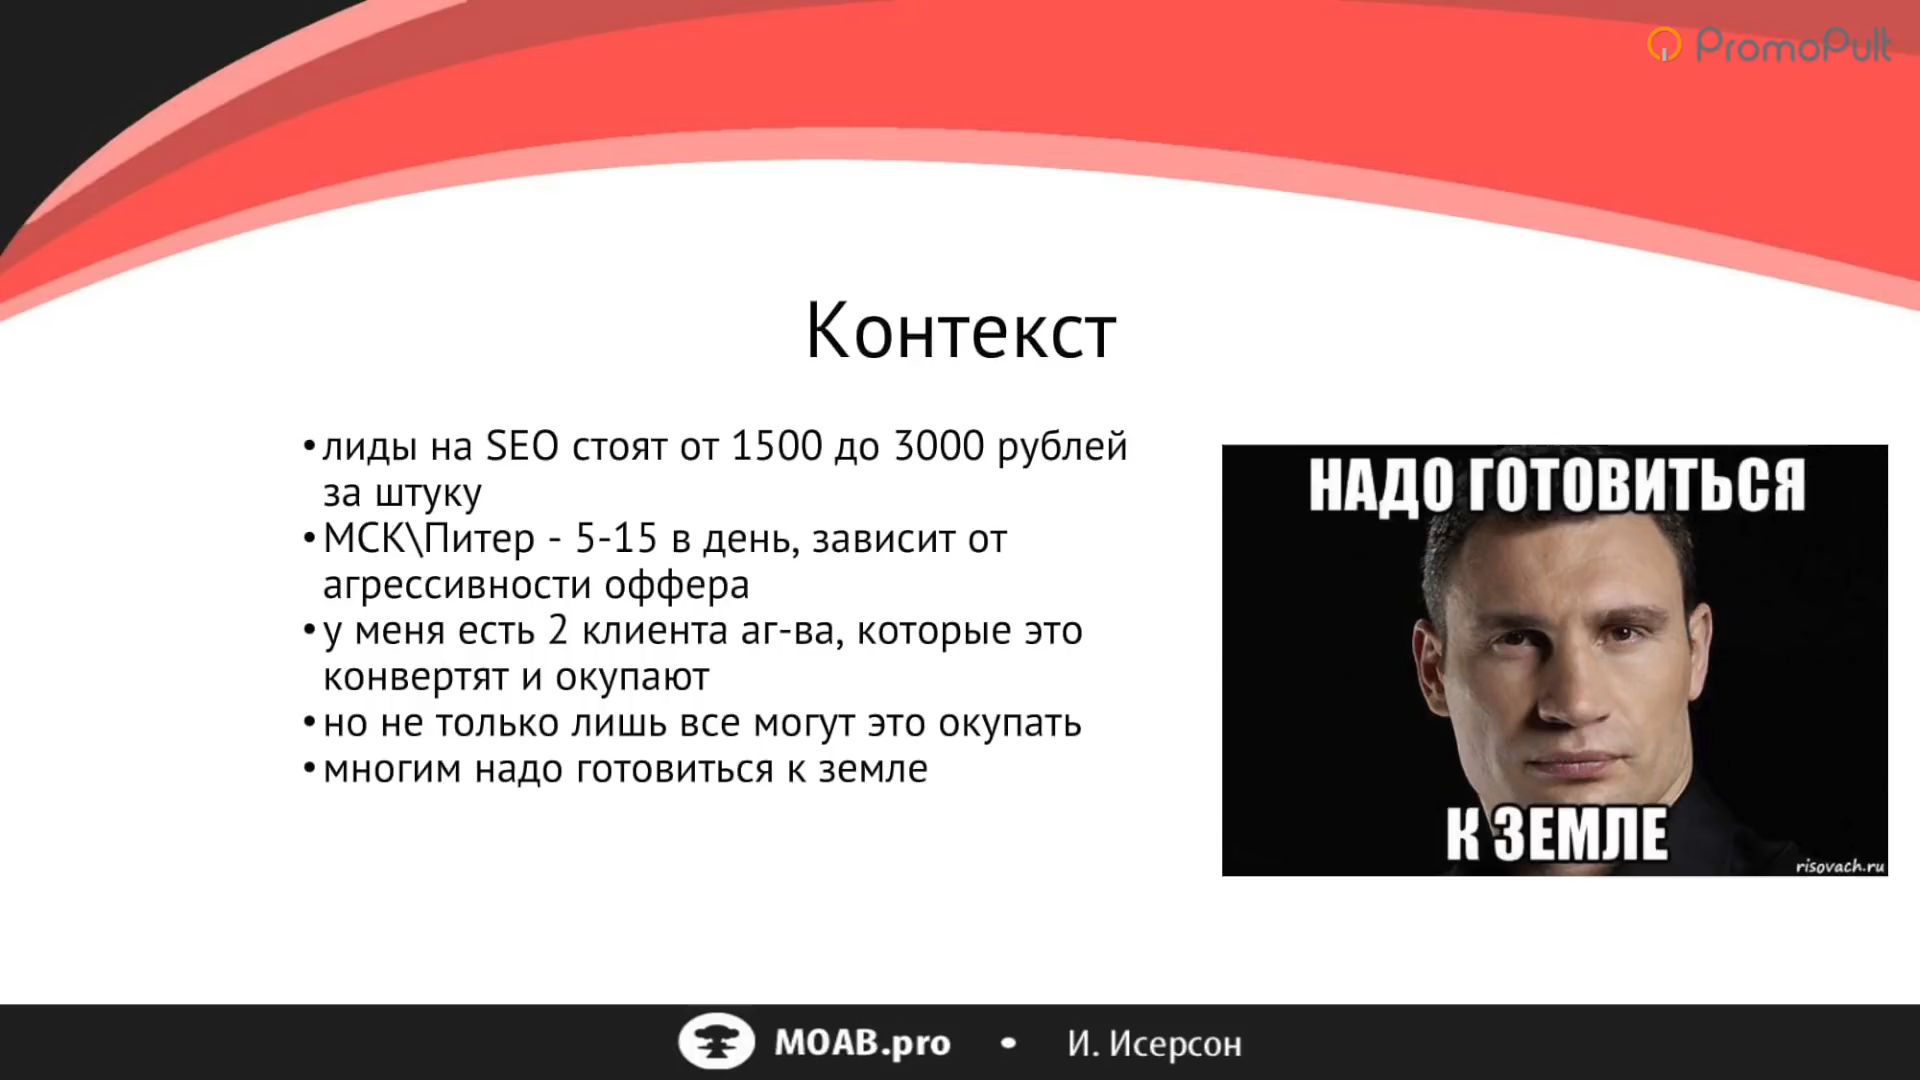 PromoPult
Контекст
•лиды на SEO стоят от 1500 до 3000 рублей
за штуку
•МСК\Питер - 5-15 в день, зависит от
агрессивности оффера
•у меня есть 2 клиента аг-ва, которые это
конвертят и окупают
•но не только лишь все могут это окупать
•многим надо готовиться к земле
НАДО ГОТОВИТЬСЯ
К ЗЕМЛЕ
risovach.ru
MOAB.pro • И. Исерсон